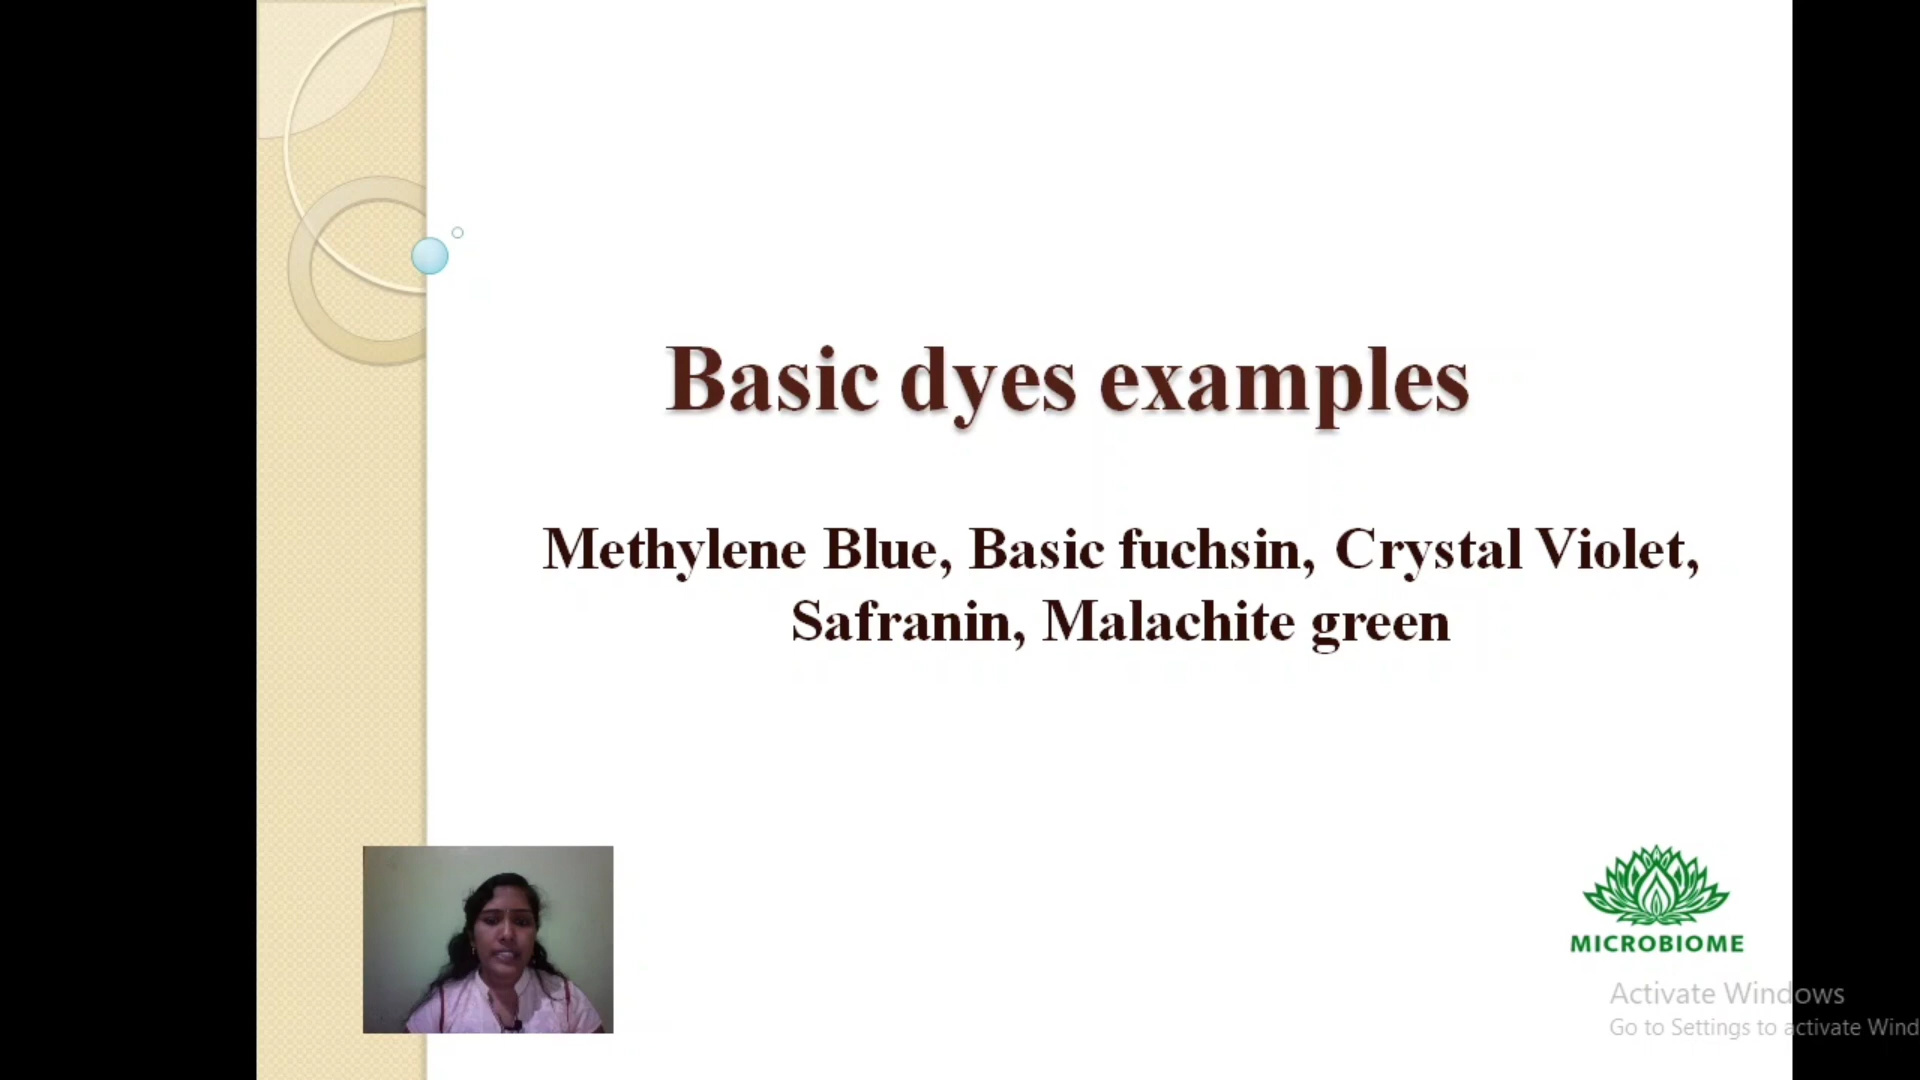 Basic dyes examples
Methylene Blue, Basic fuchsin, Crystal Violet,
Safranin, Malachite green
MICROBIOME
Activate Windows
Go to Settings to activate Wind